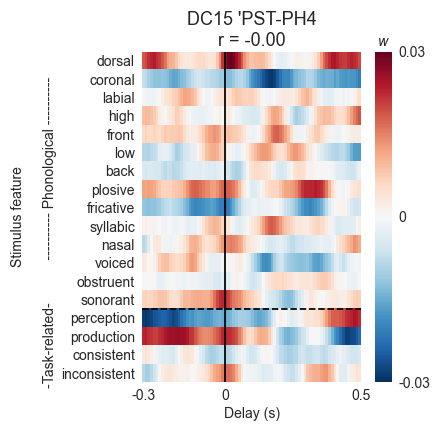 DC15 'PST-PH4
r = -0.00
w
dorsal
coronal
labial
high
front
low
back
plosive
fricative
syllabic
nasal
voiced
obstruent
sonorant
perception
production
consistent
inconsistent
Stimulus feature
-Task-related-
---------- Phonological ----------
0.03
0
-0.03
-0.3
0
0.5
Delay (s)